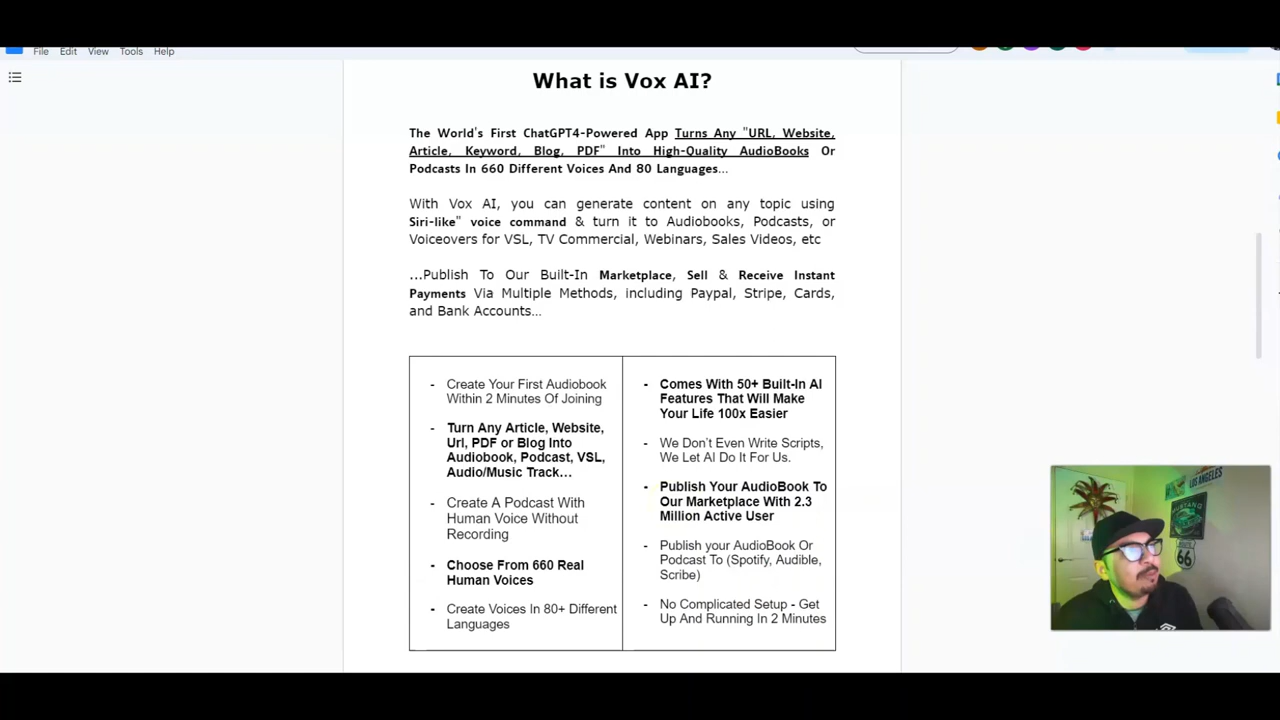 File Edit View Tools Help
What is Vox AI?
The World's First ChatGPT4-Powered App Turns Any "URL, Website,
Article, Keyword, Blog, PDF" Into High-Quality AudioBooks Or
Podcasts In 660 Different Voices And 80 Languages...
With Vox AI, you can generate content on any topic using
Siri-like" voice command & turn it to Audiobooks, Podcasts, or
Voiceovers for VSL, TV Commercial, Webinars, Sales Videos, etc
...Publish To Our Built-In Marketplace, Sell & Receive Instant
Payments Via Multiple Methods, including Paypal, Stripe, Cards,
and Bank Accounts...
- Create Your First Audiobook
Within 2 Minutes Of Joining
- Turn Any Article, Website,
Url, PDF or Blog Into
Audiobook, Podcast, VSL,
Audio/Music Track...
- Create A Podcast With
Human Voice Without
Recording
- Choose From 660 Real
Human Voices
- Create Voices In 80+ Different
Languages
- Comes With 50+ Built-In AI
Features That Will Make
Your Life 100x Easier
- We Don't Even Write Scripts,
We Let AI Do It For Us.
- Publish Your AudioBook To
Our Marketplace With 2.3
Million Active User
- Publish your AudioBook Or
Podcast To (Spotify, Audible,
Scribe)
- No Complicated Setup - Get
Up And Running In 2 Minutes
LOS ANGELES
MUSTANG
ROUTE
66